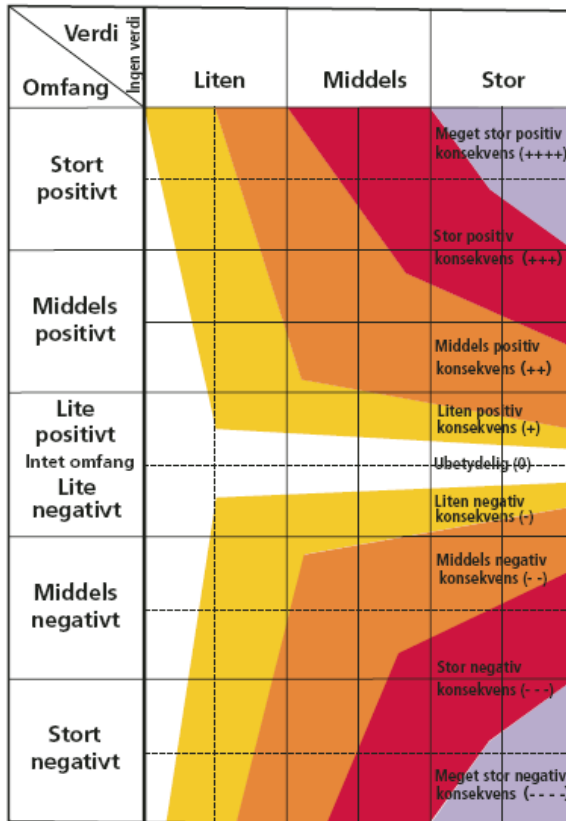 Verdi
Ingen verdi
Omfang
Liten
Middels
Stor
Stort
positivt
Meget stor positiv
konsekvens (++++)
Stor positiv
konsekvens (+++)
Middels
positivt
Middels positiv
konsekvens (++)
Lite
positivt
Liten positiv
konsekvens (+)
Intet omfang
Ubetydelig (0)
Lite
negativt
Liten negativ
konsekvens (-)
Middels
negativt
Middels negativ
konsekvens (- -)
Stor negativ
konsekvens (- - -)
Stort
negativt
Meget stor negativ
konsekvens (- - - -)